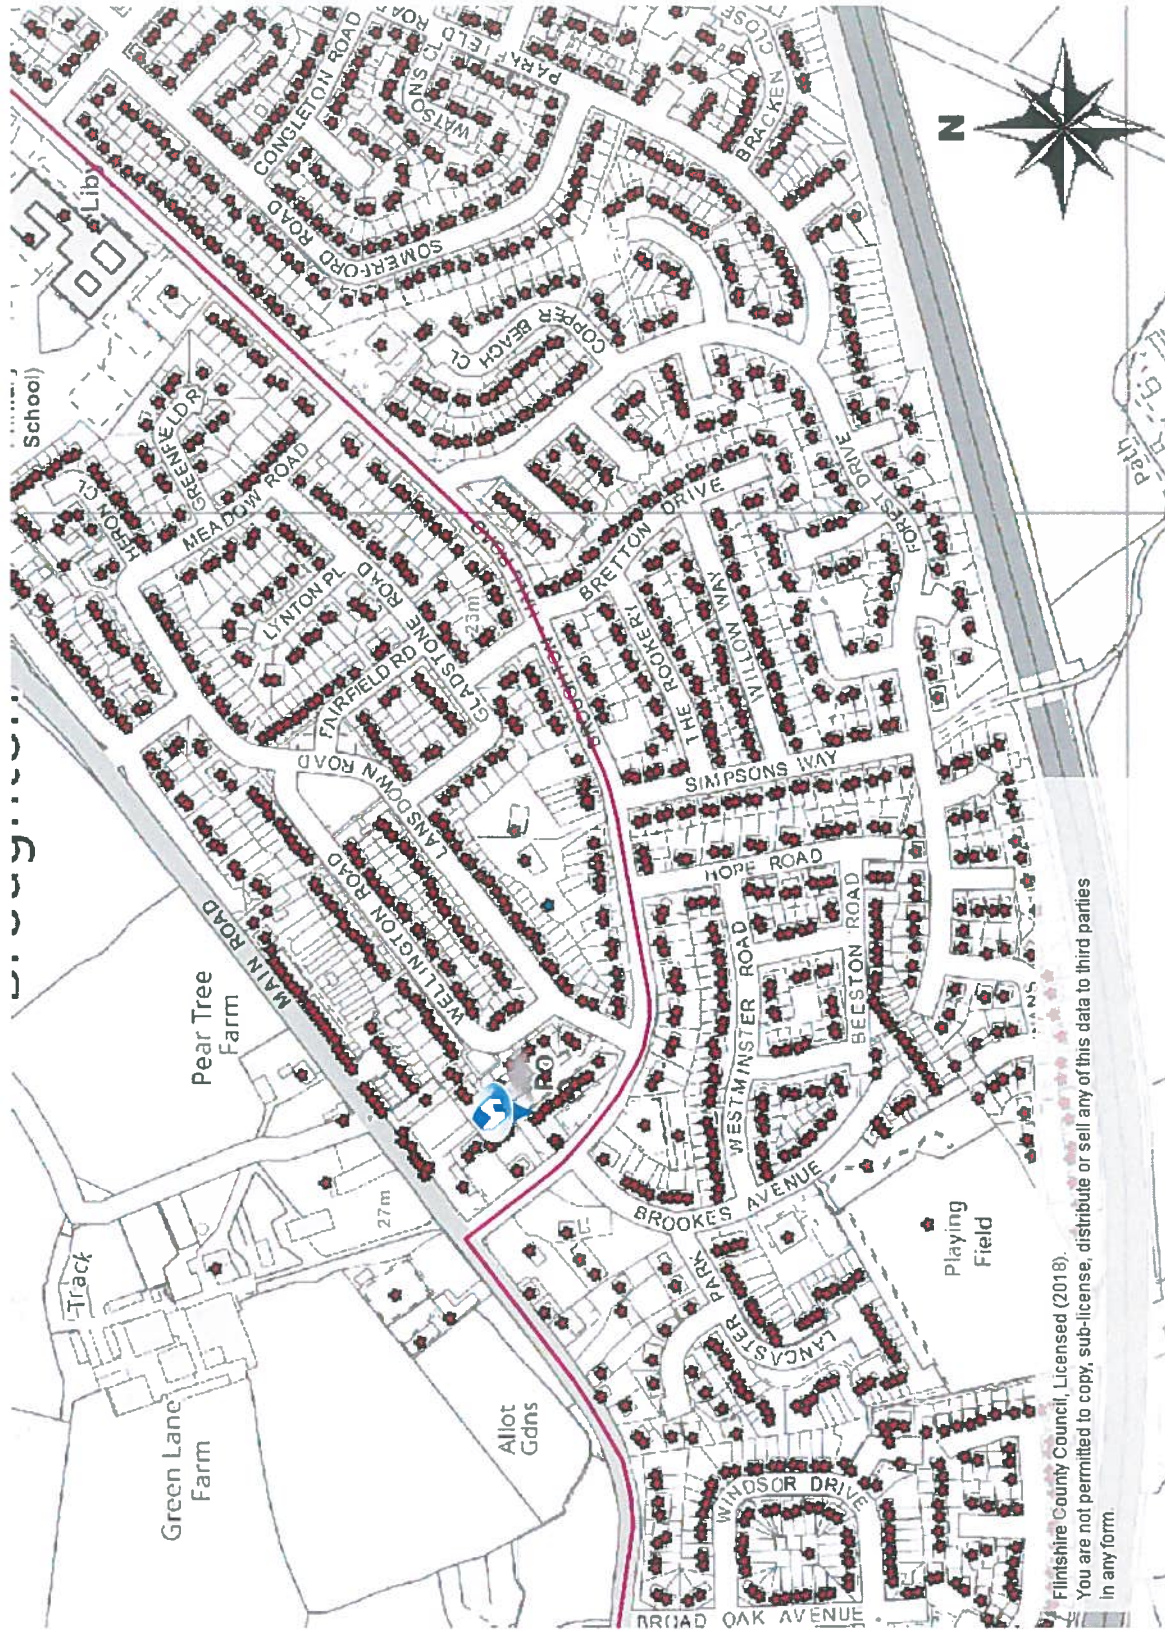 School)
Liby
CONGLETON ROAD
WATSONS CLO
PARKFIELD
BRACKEN
CLOSE
SOMERFORD
ROAD
N
HERON CL
GREENFIELD R
MEADOW ROAD
COPPER BEACH
CL
LYNTON PL
GLADSTONE
ROAD
23m
FAIRFIELD RO
BRETTON DRIVE
FOREST DRIVE
Path
THE ROOKERY
WILLOW WAY
SIMPSONS WAY
LANSDOWN ROAD
WELLINGTON ROAD
MAIN ROAD
HOPE ROAD
WESTMINSTER ROAD
BEESTON ROAD
Pear Tree
Farm
PO
27m
BROOKES AVENUE
Track
Playing
Field
LANCASTER
PARK
Green Lane
Farm
Allot
Gdns
WINDSOR DRIVE
BROAD OAK AVENUE
Flintshire County Council, Licensed (2018).
You are not permitted to copy, sub-license, distribute or sell any of this data to third parties
in any form.